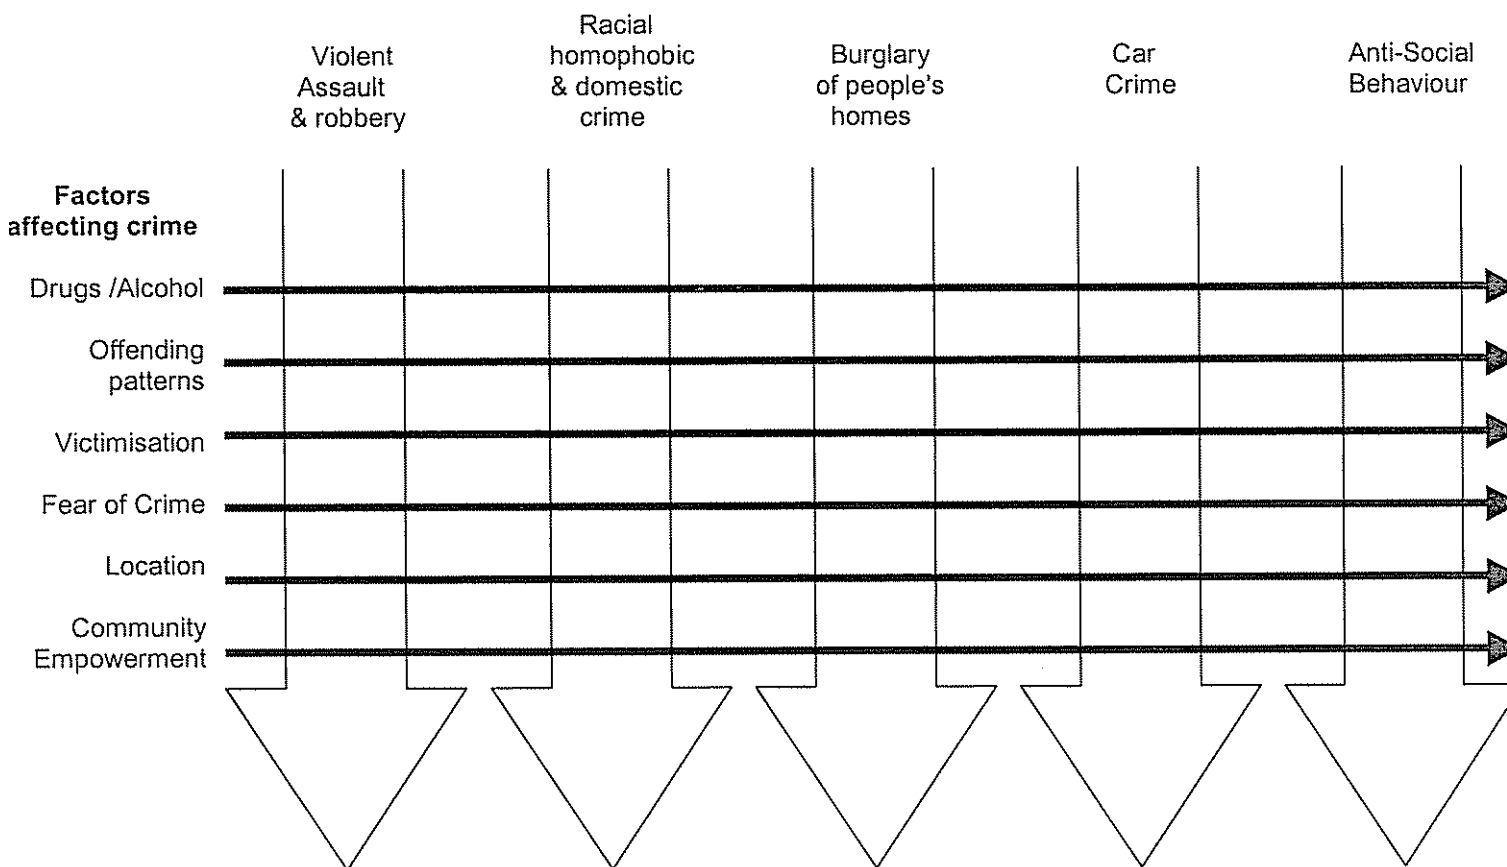 Violent
Assault
& robbery
Racial
homophobic
& domestic
crime
Burglary
of people's
homes
Car
Crime
Anti-Social
Behaviour
Factors
affecting crime
Drugs /Alcohol
Offending
patterns
Victimisation
Fear of Crime
Location
Community
Empowerment